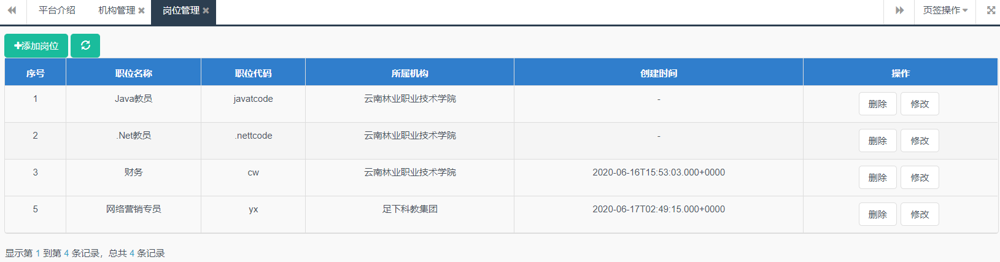 平台介绍 机构管理 岗位管理 页签操作
添加岗位
序号 职位名称 职位代码 所属机构 创建时间 操作
1 Java教员 javatcode 云南林业职业技术学院 - 删除 修改
2 .Net教员 .nettcode 云南林业职业技术学院 - 删除 修改
3 财务 cw 云南林业职业技术学院 2020-06-16T15:53:03.000+0000 删除 修改
5 网络营销专员 yx 足下科教集团 2020-06-17T02:49:15.000+0000 删除 修改
显示第 1 到第 4 条记录，总共 4 条记录